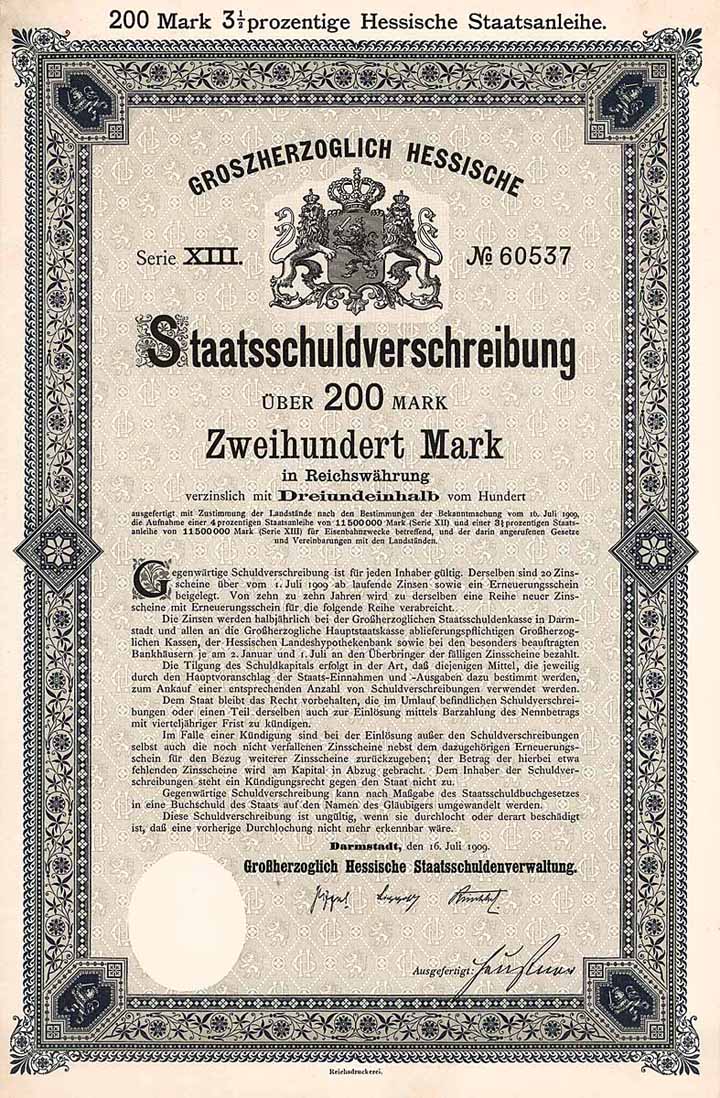 200 Mark 3½prozentige Hessische Staatsanleihe.
GROSZHERZOGLICH HESSISCHE
Serie XIII.
№ 60537
Staatsschuldverschreibung
ÜBER 200 MARK
Zweihundert Mark
in Reichswährung
verzinslich mit Dreiundeinhalb vom Hundert
ausgefertigt mit Zustimmung der Landstände nach den Bestimmungen der Bekanntmachung vom 16. Juli 1909,
die Aufnahme einer 4prozentigen Staatsanleihe von 11500000 Mark (Serie XII) und einer 3½prozentigen Staats-
anleihe von 11500000 Mark (Serie XIII) für Eisenbahnzwecke betreffend, und der darin angerufenen Gesetze
und Vereinbarungen mit den Landständen.
Gegenwärtige Schuldverschreibung ist für jeden Inhaber gültig. Derselben sind 20 Zins-
scheine über vom 1. Juli 1909 ab laufende Zinsen sowie ein Erneuerungsschein
beigelegt. Von zehn zu zehn Jahren wird zu derselben eine Reihe neuer Zins-
scheine mit Erneuerungsschein für die folgende Reihe verabreicht.
Die Zinsen werden halbjährlich bei der Großherzoglichen Staatsschuldenkasse in Darm-
stadt und allen an die Großherzogliche Hauptstaatskasse ablieferungspflichtigen Großherzog-
lichen Kassen, der Hessischen Landeshypothekenbank sowie bei den besonders beauftragten
Bankhäusern je am 2. Januar und 1. Juli an den Überbringer der fälligen Zinsscheine bezahlt.
Die Tilgung des Schuldkapitals erfolgt in der Art, daß diejenigen Mittel, die jeweilig
durch den Hauptvoranschlag der Staats-Einnahmen und -Ausgaben dazu bestimmt werden,
zum Ankauf einer entsprechenden Anzahl von Schuldverschreibungen verwendet werden.
Dem Staat bleibt das Recht vorbehalten, die im Umlauf befindlichen Schuldverschrei-
bungen oder einen Teil derselben auch zur Einlösung mittels Barzahlung des Nennbetrags
mit vierteljähriger Frist zu kündigen.
Im Falle einer Kündigung sind bei der Einlösung außer den Schuldverschreibungen
selbst auch die noch nicht verfallenen Zinsscheine nebst dem dazugehörigen Erneuerungs-
schein für den Bezug weiterer Zinsscheine zurückzugeben; der Betrag der hierbei etwa
fehlenden Zinsscheine wird am Kapital in Abzug gebracht. Dem Inhaber der Schuldver-
schreibungen steht ein Kündigungsrecht gegen den Staat nicht zu.
Gegenwärtige Schuldverschreibung kann nach Maßgabe des Staatsschuldbuchgesetzes
in eine Buchschuld des Staats auf den Namen des Gläubigers umgewandelt werden.
Diese Schuldverschreibung ist ungültig, wenn sie durchlocht oder derart beschädigt
ist, daß eine vorherige Durchlochung nicht mehr erkennbar wäre.
Darmstadt, den 16. Juli 1909.
Großherzoglich Hessische Staatsschuldenverwaltung.
Ausgefertigt:
Reichsdruckerei.